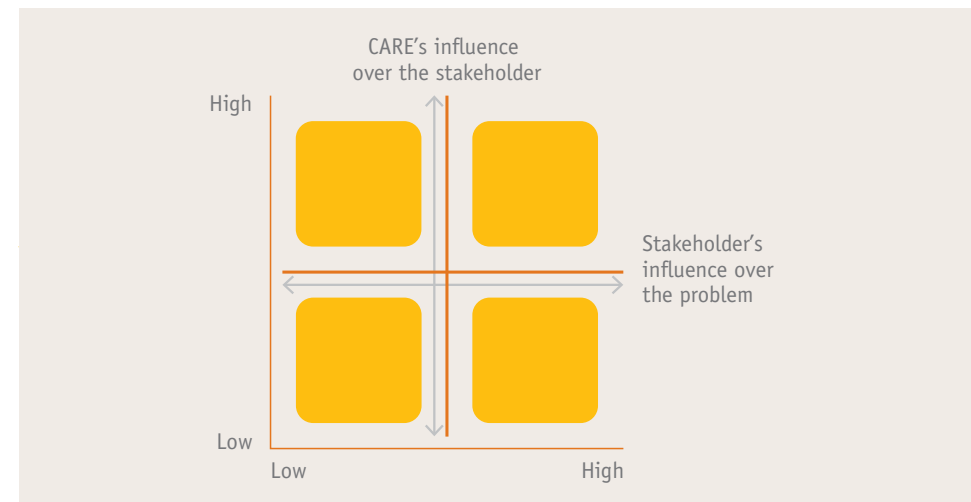 CARE’s influence
over the stakeholder
High
Stakeholder’s
influence over
the problem
Low
Low
High